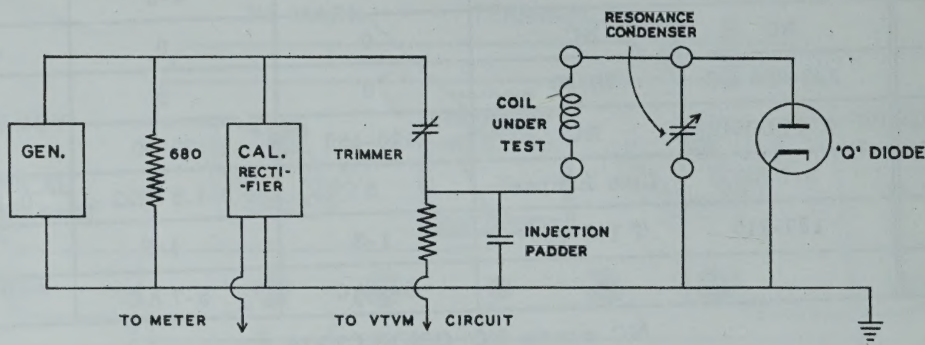 RESONANCE
CONDENSER
GEN.
680
CAL.
RECTI-
-FIER
TRIMMER
COIL
UNDER
TEST
'Q' DIODE
INJECTION
PADDER
TO METER
TO VTVM CIRCUIT